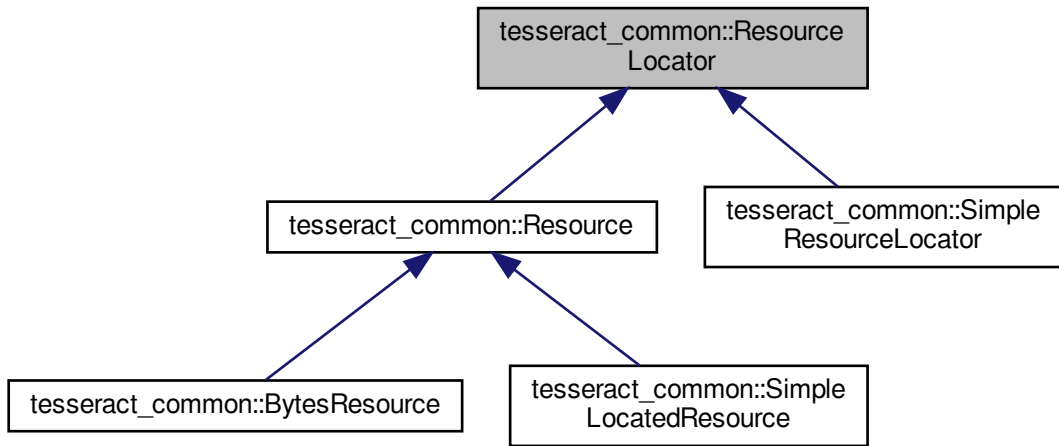 tesseract_common::Resource
Locator
tesseract_common::Resource
tesseract_common::Simple
ResourceLocator
tesseract_common::BytesResource
tesseract_common::Simple
LocatedResource